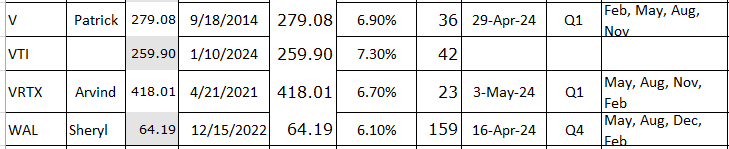 V Patrick 279.08 9/18/2014 279.08 6.90% 36 29-Apr-24 Q1 Feb, May, Aug,
Nov
VTI 259.90 1/10/2024 259.90 7.30% 42
VRTX Arvind 418.01 4/21/2021 418.01 6.70% 23 3-May-24 Q1 May, Aug, Nov,
Feb
WAL Sheryl 64.19 12/15/2022 64.19 6.10% 159 16-Apr-24 Q4 May, Aug, Dec,
Feb